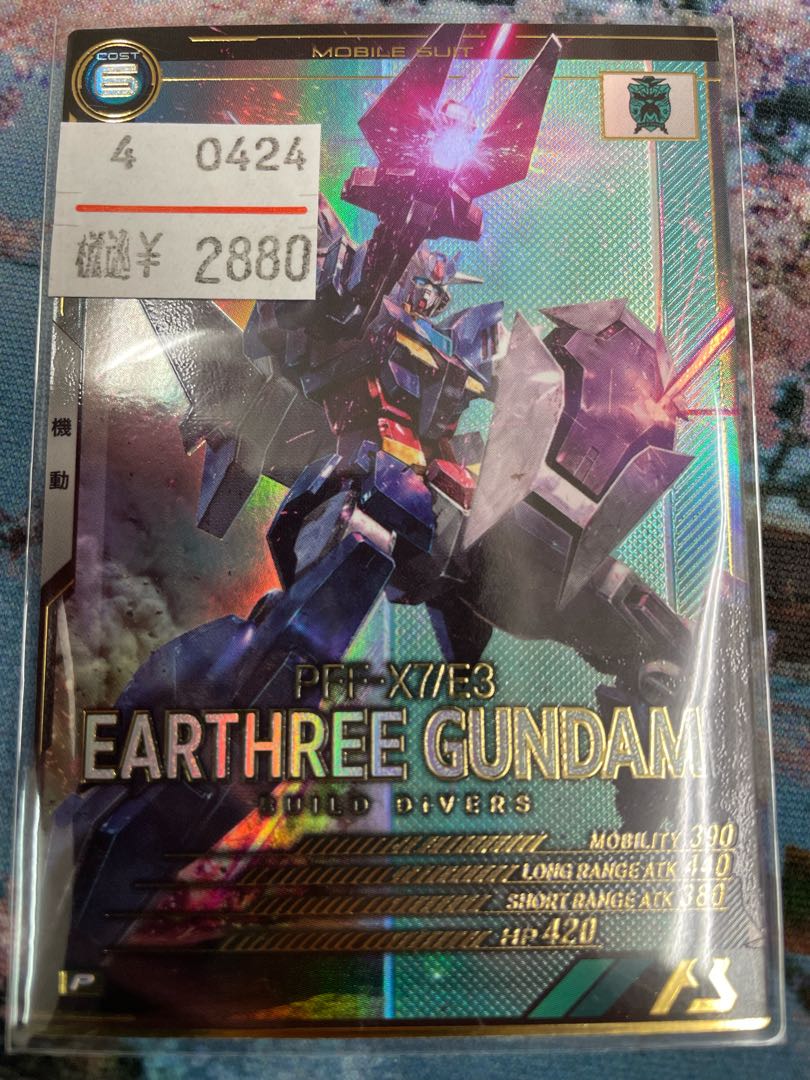 COST
6
MOBILE SUIT
4 0424
税込¥ 2880
機動
PFF-X7/E3
EARTHREE GUNDAM
BUILD DiVERS
MOBILITY 390
LONG RANGE ATK 440
SHORT RANGE ATK 380
HP 420
P